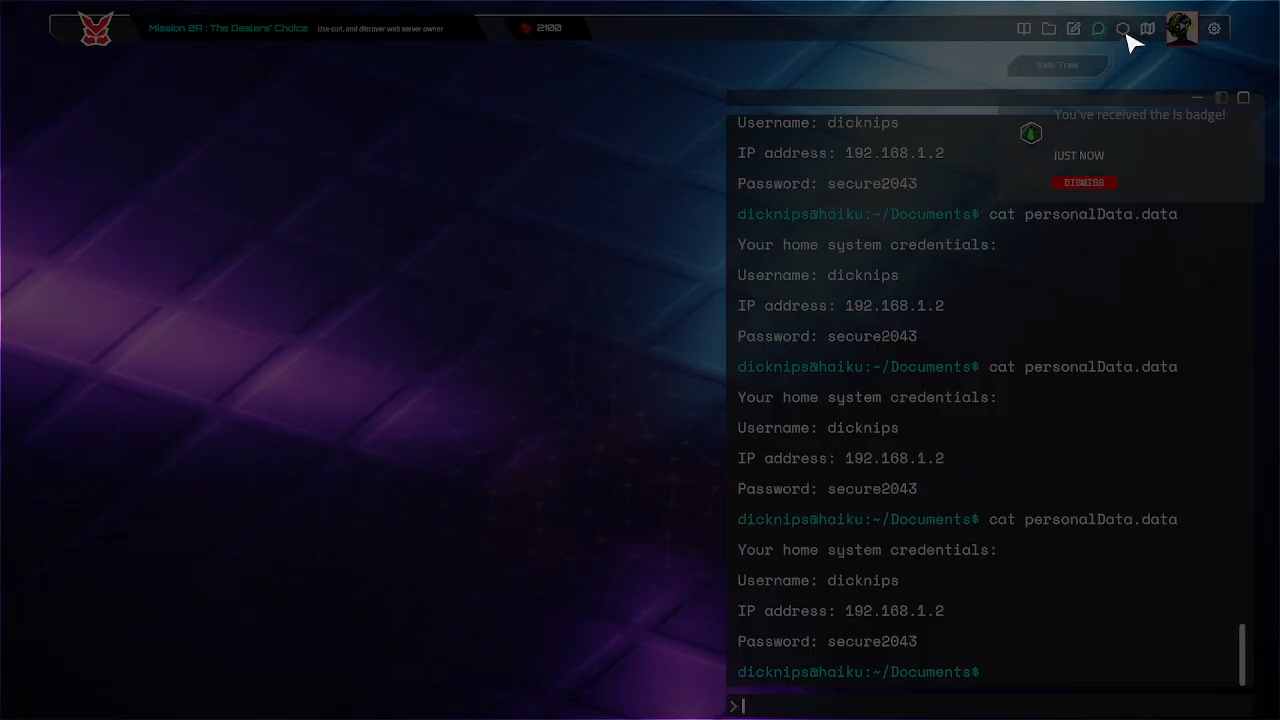 Mission 2A : The Dealers' Choice Use curl, and discover web server owner 2100
Skill Tree
You've received the ls badge!
JUST NOW
DISMISS
Username: dicknips
IP address: 192.168.1.2
Password: secure2043
dicknips@haiku:~/Documents$ cat personalData.data
Your home system credentials:
Username: dicknips
IP address: 192.168.1.2
Password: secure2043
dicknips@haiku:~/Documents$ cat personalData.data
Your home system credentials:
Username: dicknips
IP address: 192.168.1.2
Password: secure2043
dicknips@haiku:~/Documents$ cat personalData.data
Your home system credentials:
Username: dicknips
IP address: 192.168.1.2
Password: secure2043
dicknips@haiku:~/Documents$
>